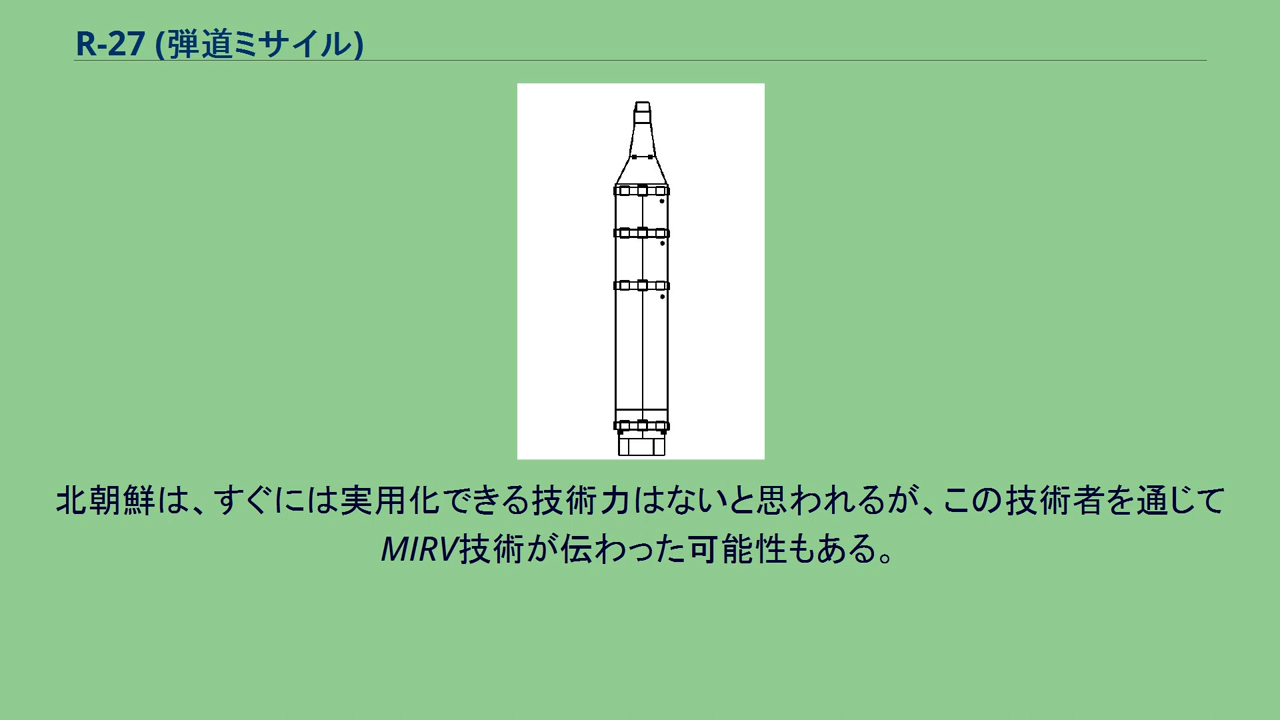 R-27 (弾道ミサイル)
北朝鮮は、すぐには実用化できる技術力はないと思われるが、この技術者を通じて
MIRV技術が伝わった可能性もある。